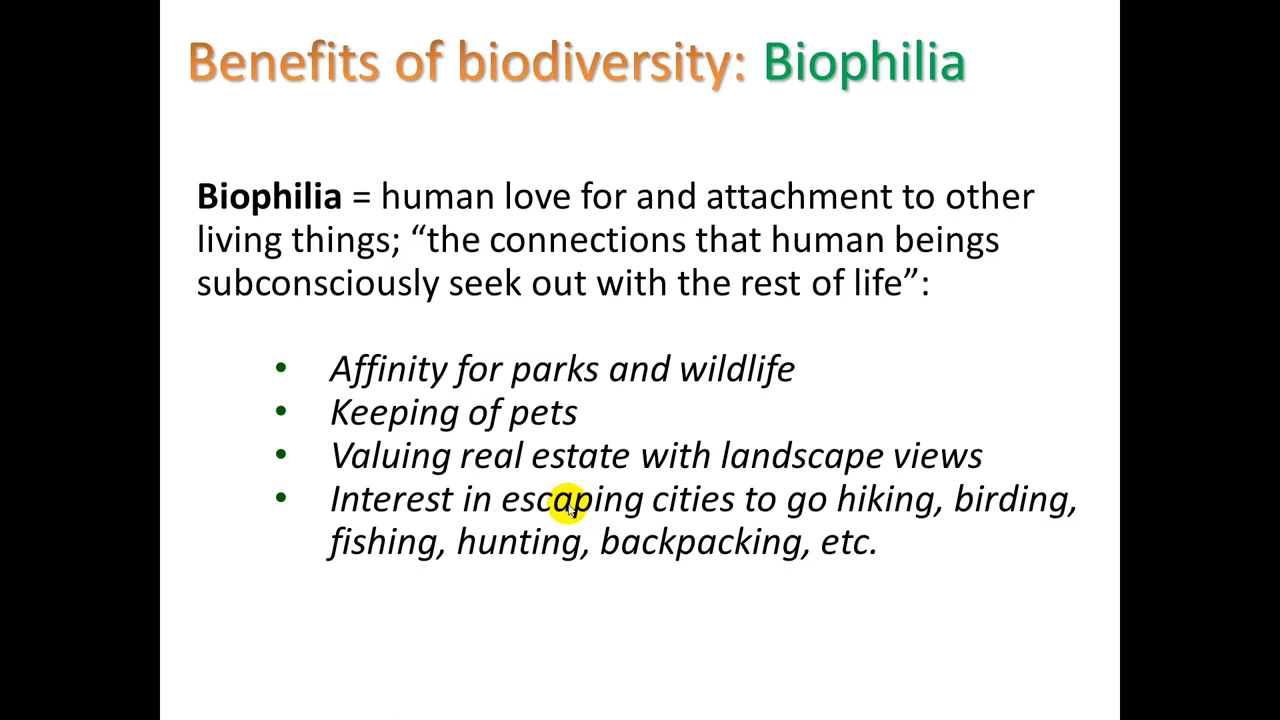 Benefits of biodiversity: Biophilia
Biophilia = human love for and attachment to other
living things; “the connections that human beings
subconsciously seek out with the rest of life”:
• Affinity for parks and wildlife
• Keeping of pets
• Valuing real estate with landscape views
• Interest in escaping cities to go hiking, birding,
fishing, hunting, backpacking, etc.